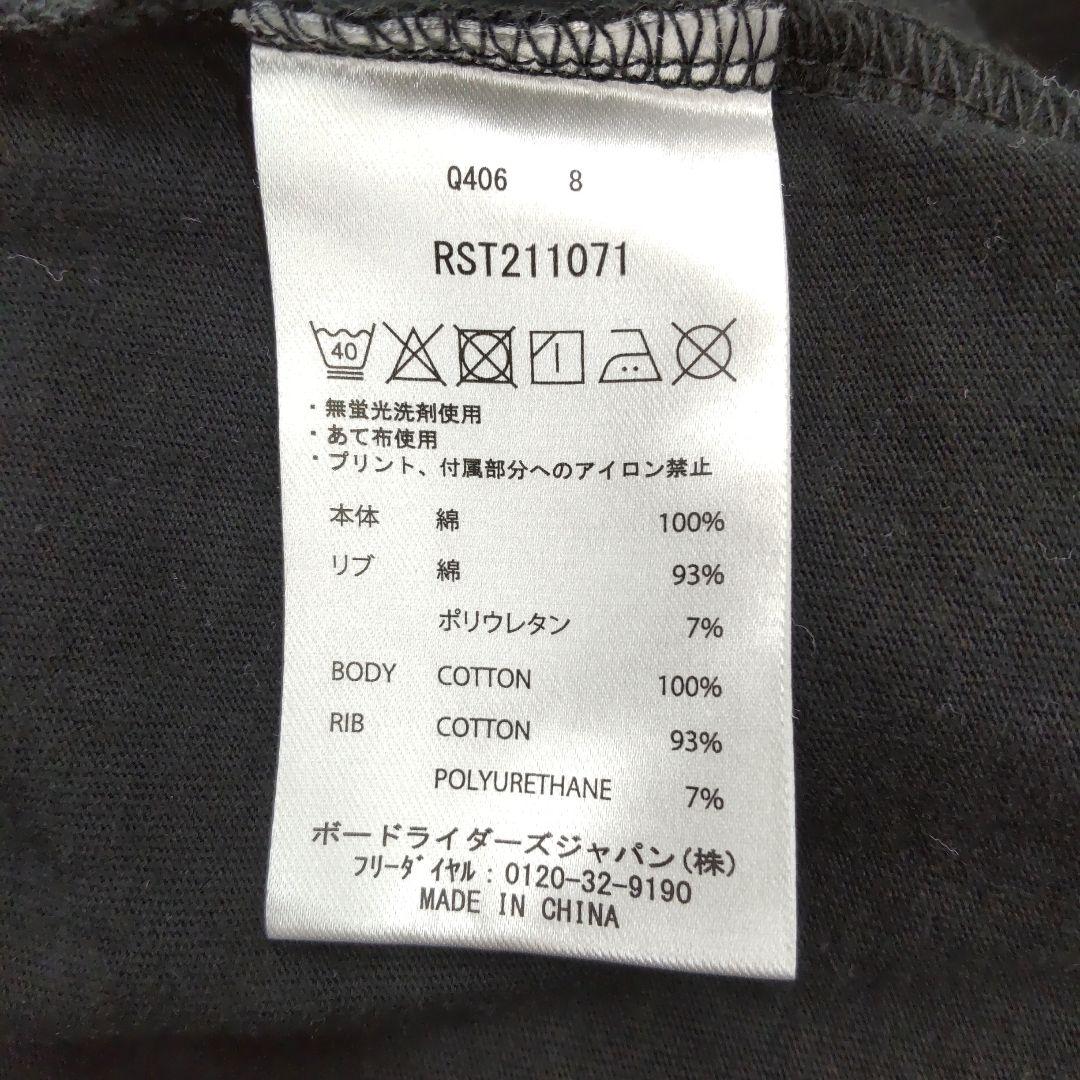 Q406 8
RST211071
40
・無蛍光洗剤使用
・あて布使用
・プリント、付属部分へのアイロン禁止
本体 綿 100%
リブ 綿 93%
ポリウレタン 7%
BODY COTTON 100%
RIB COTTON 93%
POLYURETHANE 7%
ボードライダーズジャパン(株)
フリーダイヤル:0120-32-9190
MADE IN CHINA